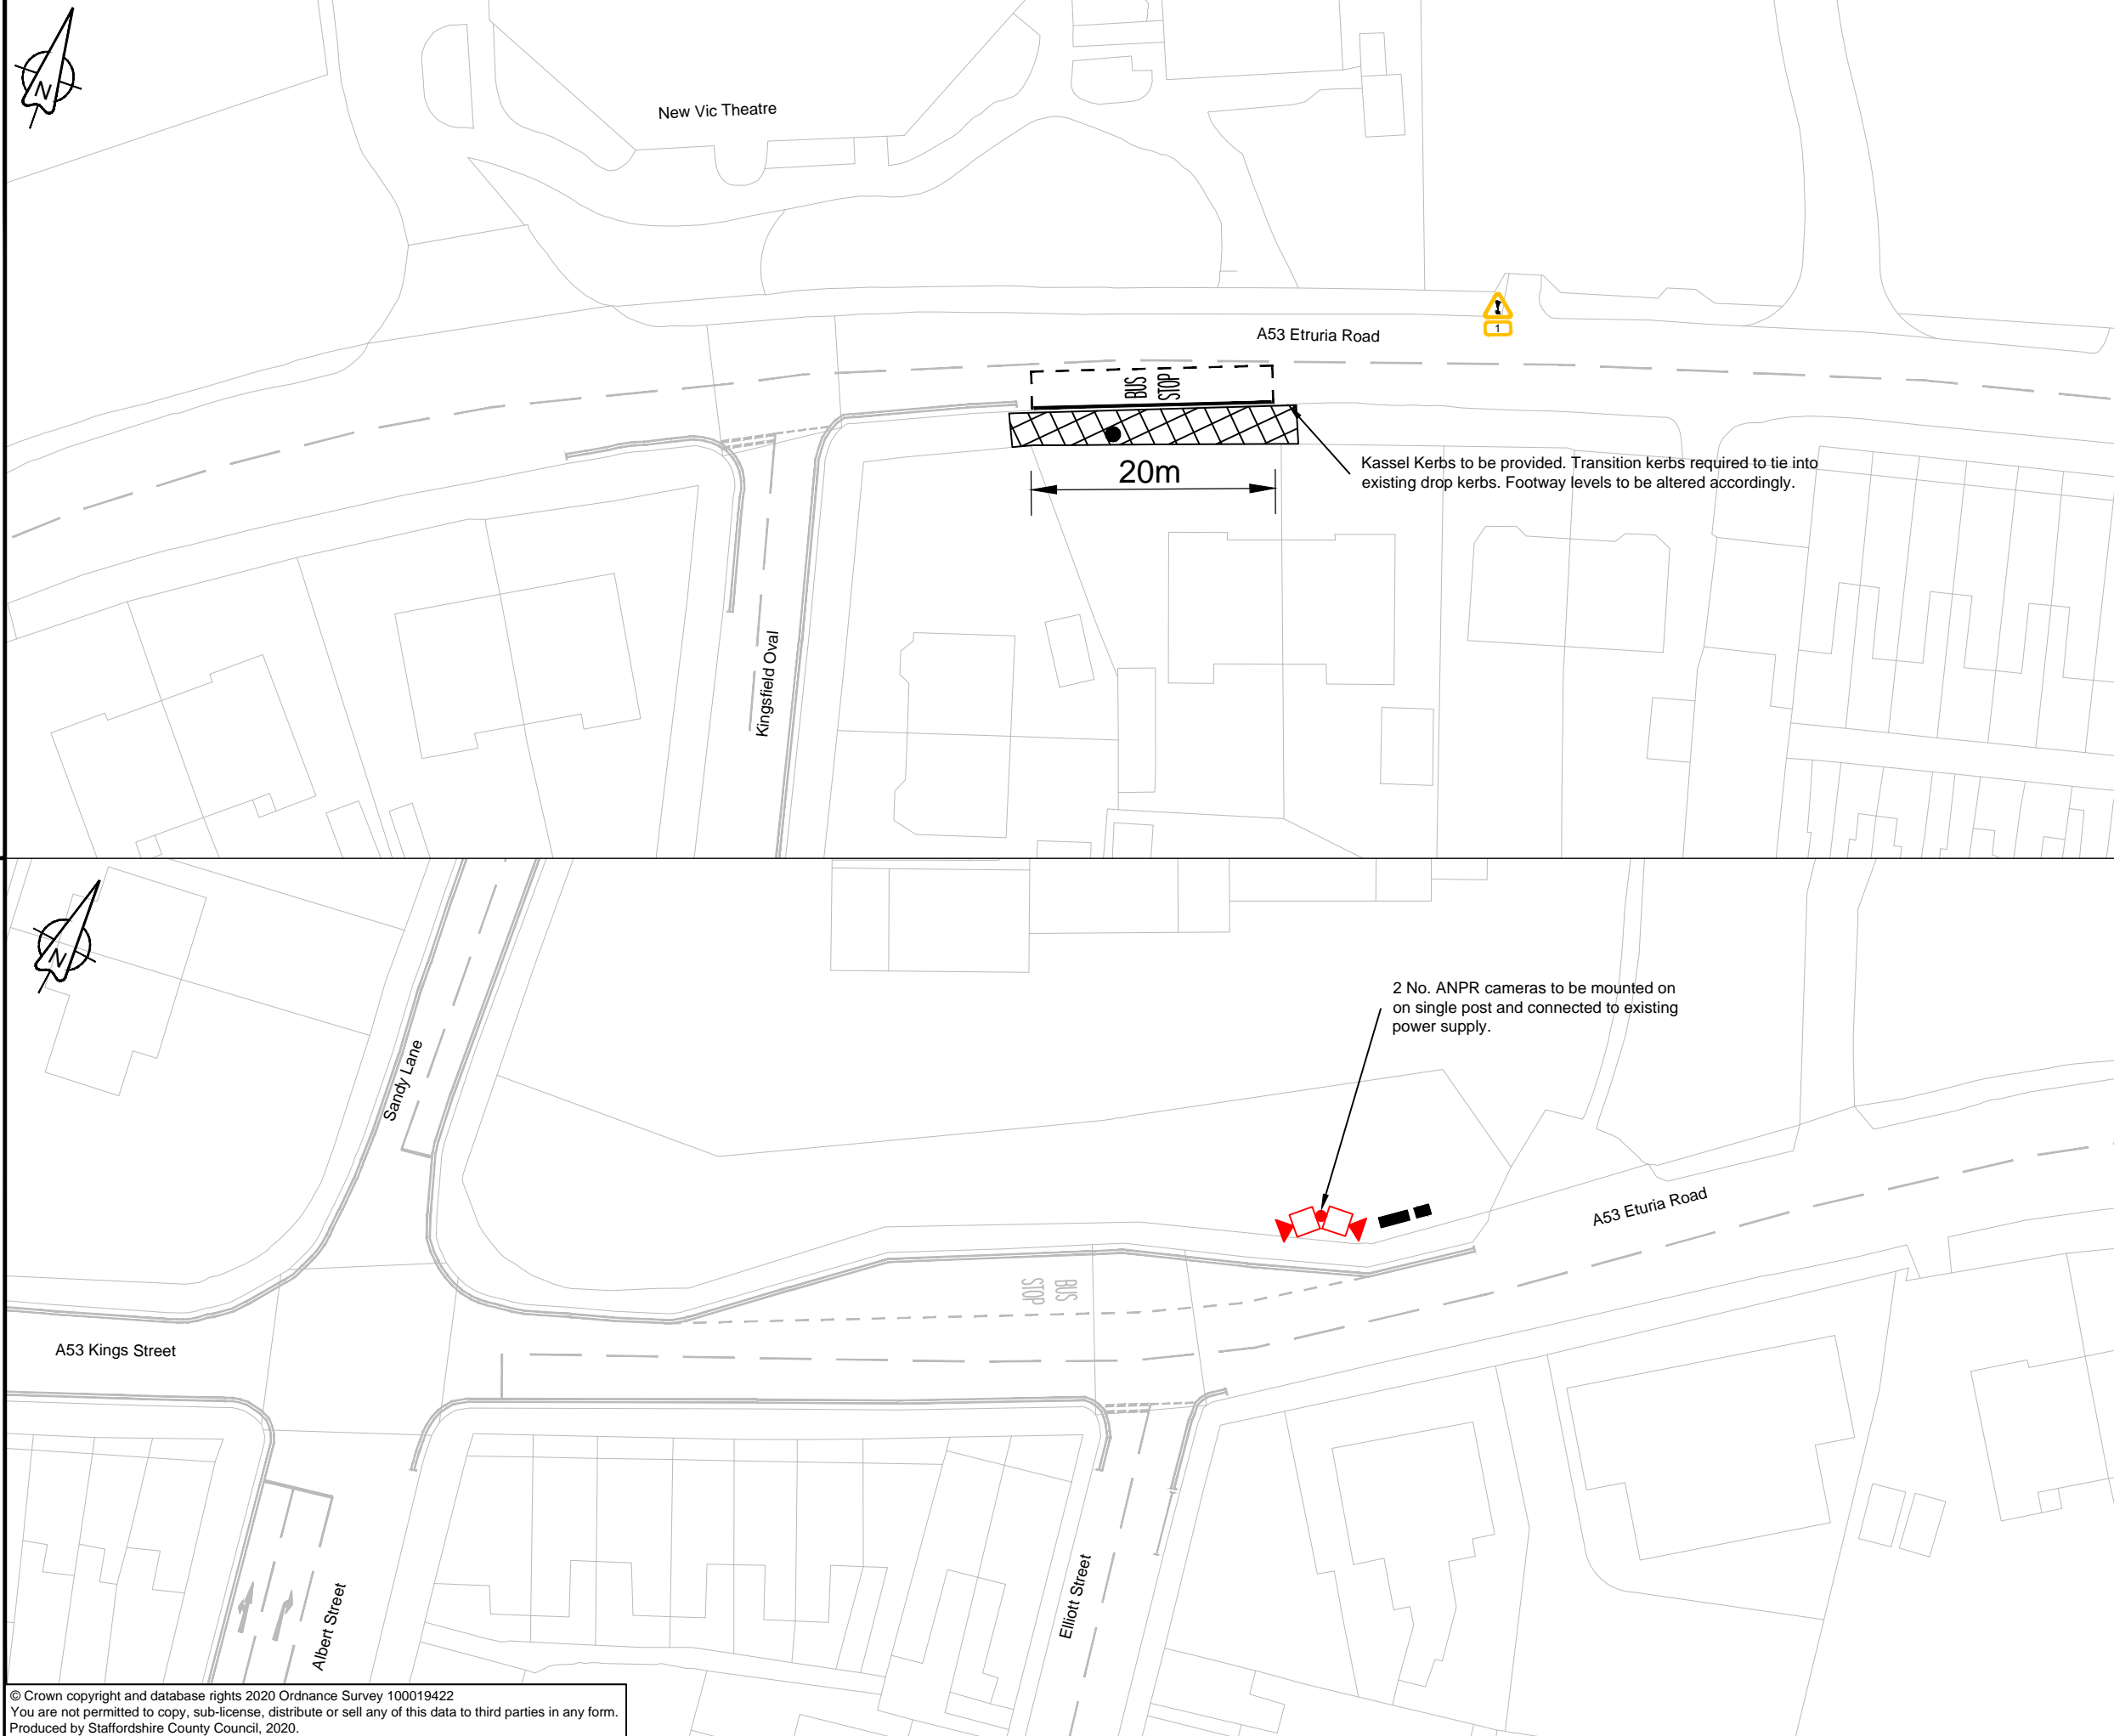 N
New Vic Theatre
A53 Etruria Road
1
BUS
STOP
20m
Kassel Kerbs to be provided. Transition kerbs required to tie into
existing drop kerbs. Footway levels to be altered accordingly.
Kingsfield Oval
N
2 No. ANPR cameras to be mounted on
on single post and connected to existing
power supply.
Sandy Lane
A53 Eturia Road
BUS
STOP
A53 Kings Street
Elliott Street
Albert Street
© Crown copyright and database rights 2020 Ordnance Survey 100019422
You are not permitted to copy, sub-license, distribute or sell any of this data to third parties in any form.
Produced by Staffordshire County Council, 2020.